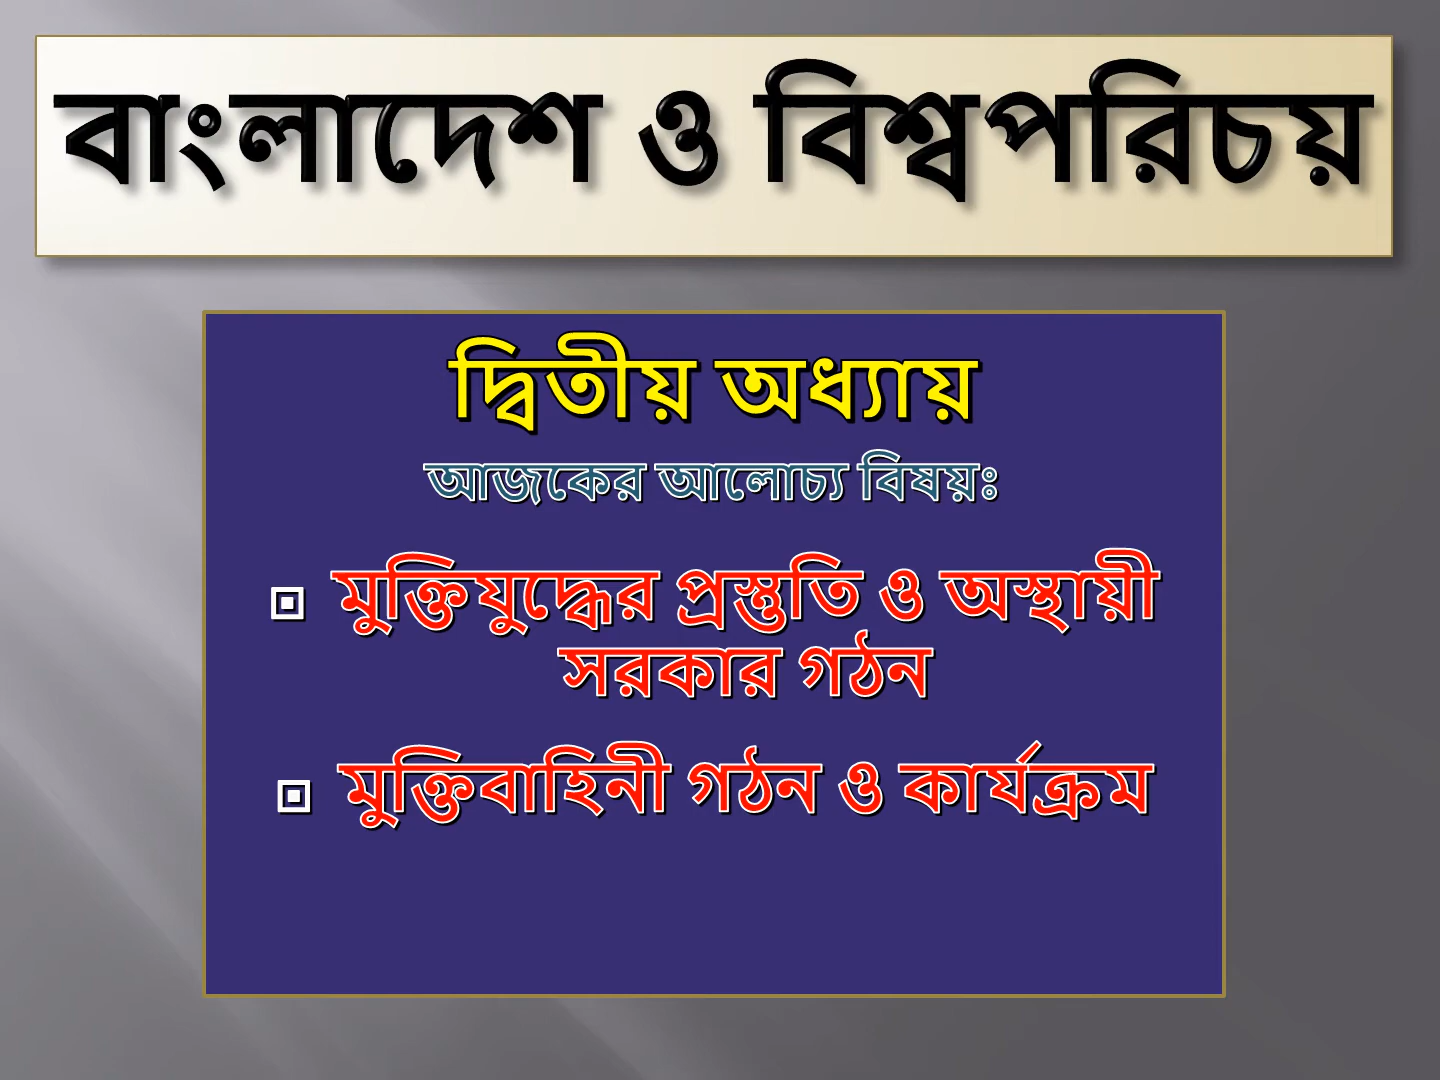 বাংলাদেশ ও বিশ্বপরিচয়
দ্বিতীয় অধ্যায়
আজকের আলোচ্য বিষয়ঃ
মুক্তিযুদ্ধের প্রস্তুতি ও অস্থায়ী
সরকার গঠন
মুক্তিবাহিনী গঠন ও কার্যক্রম